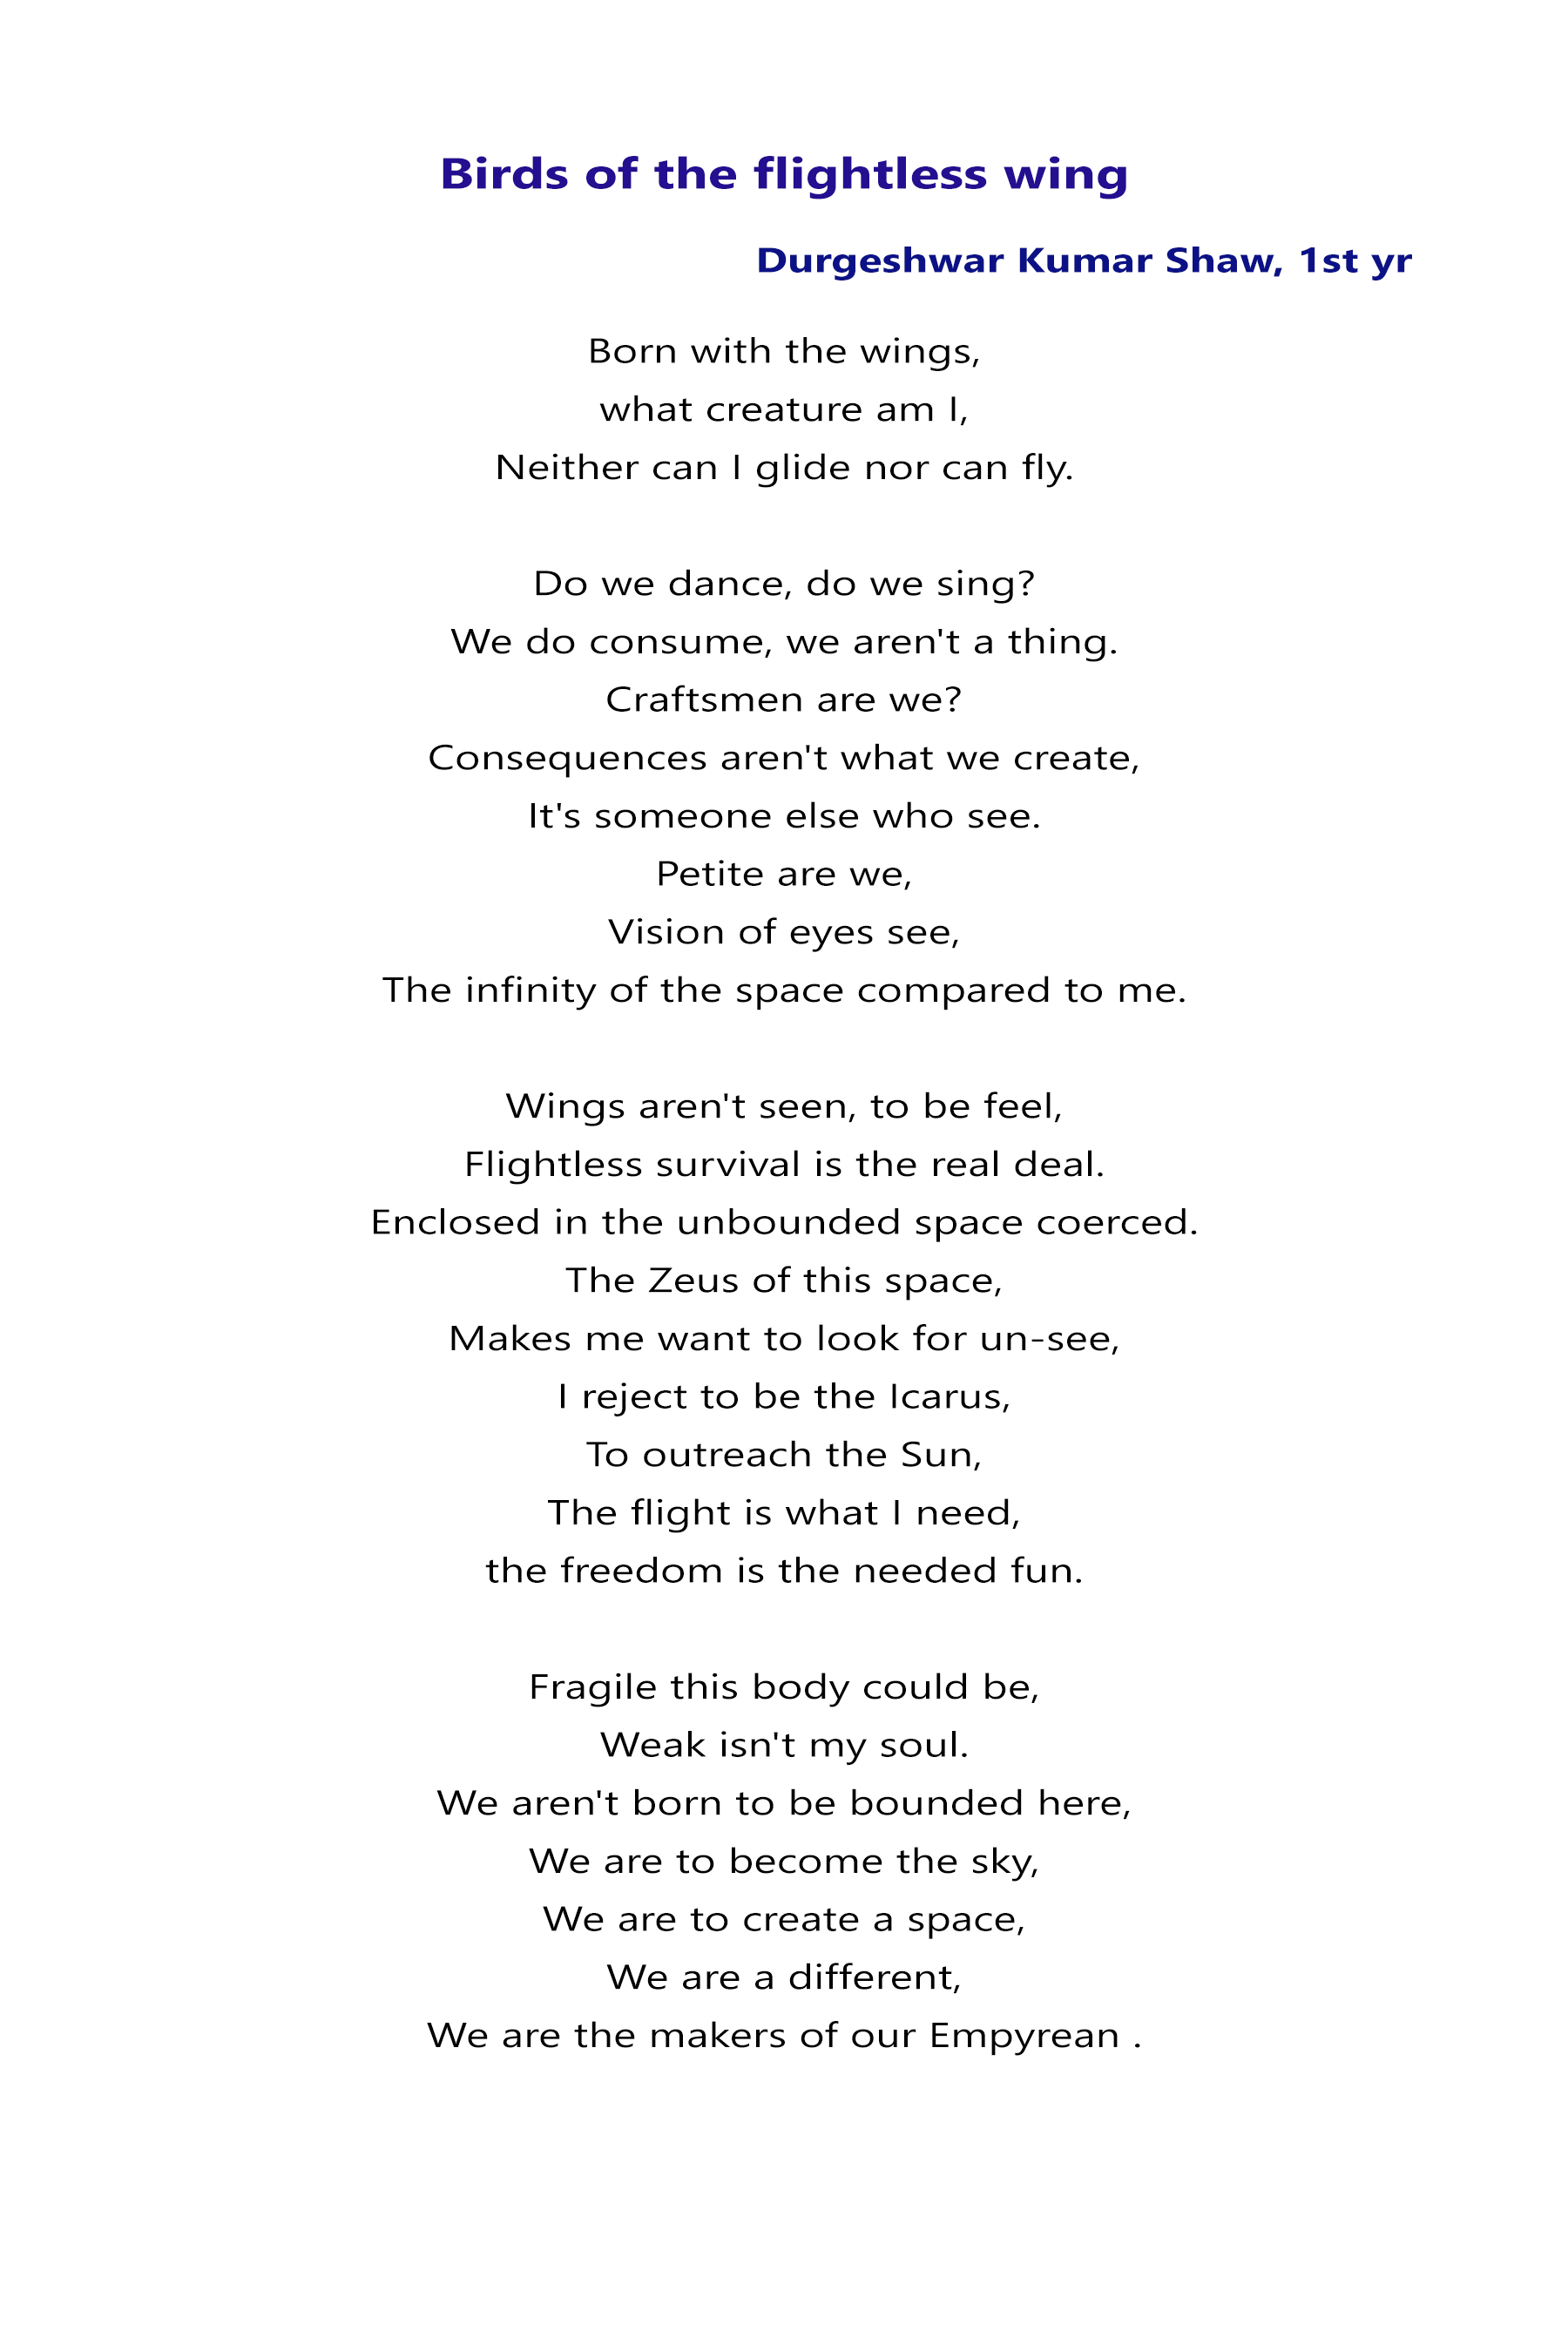 Birds of the flightless wing
Durgeshwar Kumar Shaw, 1st yr
Born with the wings,
what creature am I,
Neither can I glide nor can fly.
Do we dance, do we sing?
We do consume, we aren't a thing.
Craftsmen are we?
Consequences aren't what we create,
It's someone else who see.
Petite are we,
Vision of eyes see,
The infinity of the space compared to me.
Wings aren't seen, to be feel,
Flightless survival is the real deal.
Enclosed in the unbounded space coerced.
The Zeus of this space,
Makes me want to look for un-see,
I reject to be the Icarus,
To outreach the Sun,
The flight is what I need,
the freedom is the needed fun.
Fragile this body could be,
Weak isn't my soul.
We aren't born to be bounded here,
We are to become the sky,
We are to create a space,
We are a different,
We are the makers of our Empyrean .